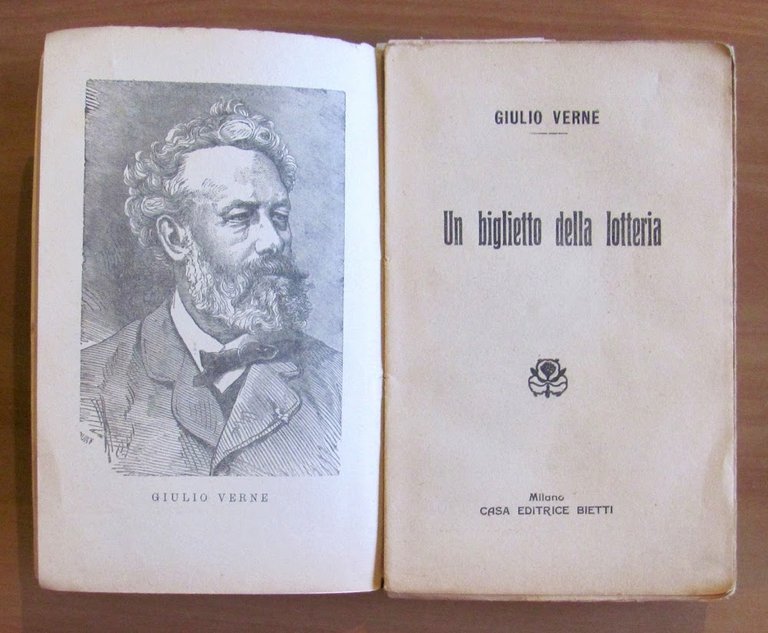 GIULIO VERNE
GIULIO VERNE
Un biglietto della lotteria
Milano
CASA EDITRICE BIETTI